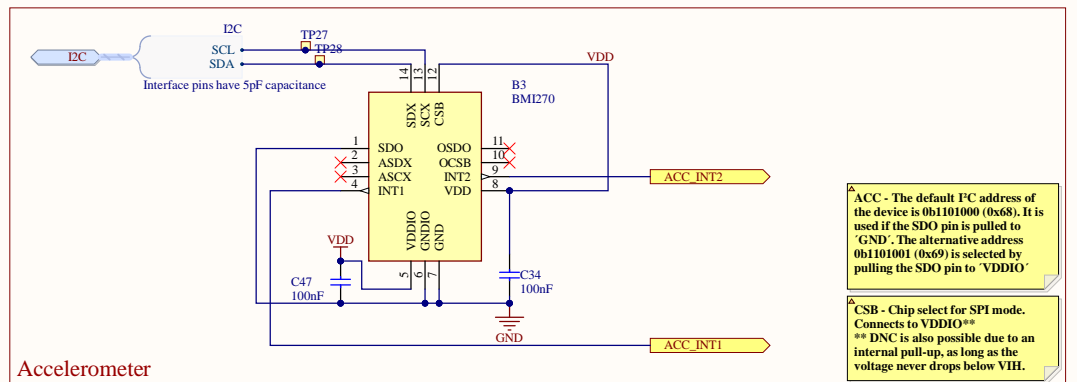 I2C
I2C
SCL
SDA
TP27
TP28
Interface pins have 5pF capacitance
VDD
B3
BMI270
14
13
12
SDX
SCX
CSB
1
SDO
2
ASDX
3
ASCX
4
INT1
OSDO
11
OCSB
10
INT2
9
VDD
8
VDDIO
GNDIO
GND
5
6
7
VDD
C47
100nF
C34
100nF
GND
ACC_INT2
ACC_INT1
ACC - The default I²C address of
the device is 0b1101000 (0x68). It is
used if the SDO pin is pulled to
´GND´. The alternative address
0b1101001 (0x69) is selected by
pulling the SDO pin to ´VDDIO´
CSB - Chip select for SPI mode.
Connects to VDDIO**
** DNC is also possible due to an
internal pull-up, as long as the
voltage never drops below VIH.
Accelerometer